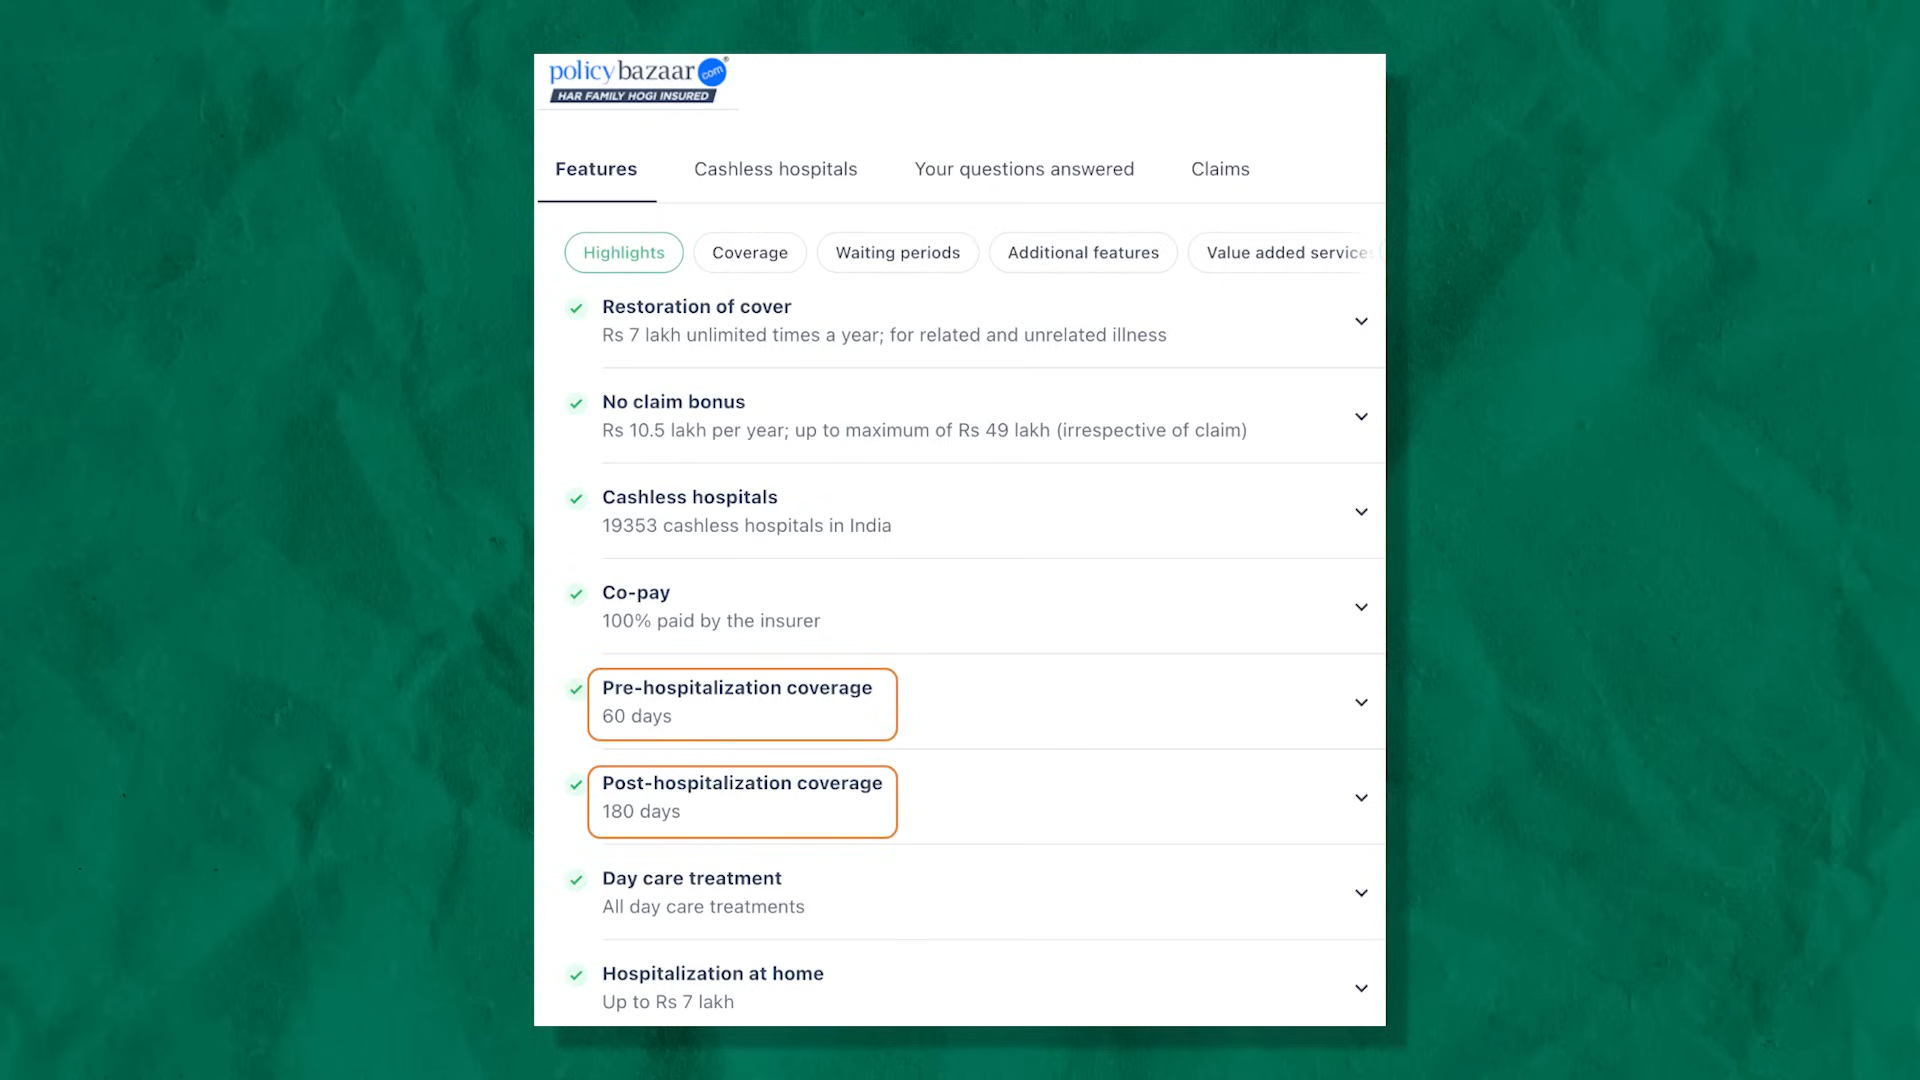 policybazaar.com®
HAR FAMILY HOGI INSURED
Features Cashless hospitals Your questions answered Claims
Highlights Coverage Waiting periods Additional features Value added service
Restoration of cover
Rs 7 lakh unlimited times a year; for related and unrelated illness
No claim bonus
Rs 10.5 lakh per year; up to maximum of Rs 49 lakh (irrespective of claim)
Cashless hospitals
19353 cashless hospitals in India
Co-pay
100% paid by the insurer
Pre-hospitalization coverage
60 days
Post-hospitalization coverage
180 days
Day care treatment
All day care treatments
Hospitalization at home
Up to Rs 7 lakh